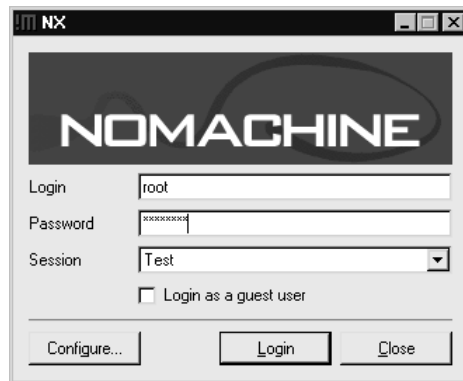 !M NX
NOMACHINE
Login root
Password ********
Session Test
Login as a guest user
Configure... Login Close